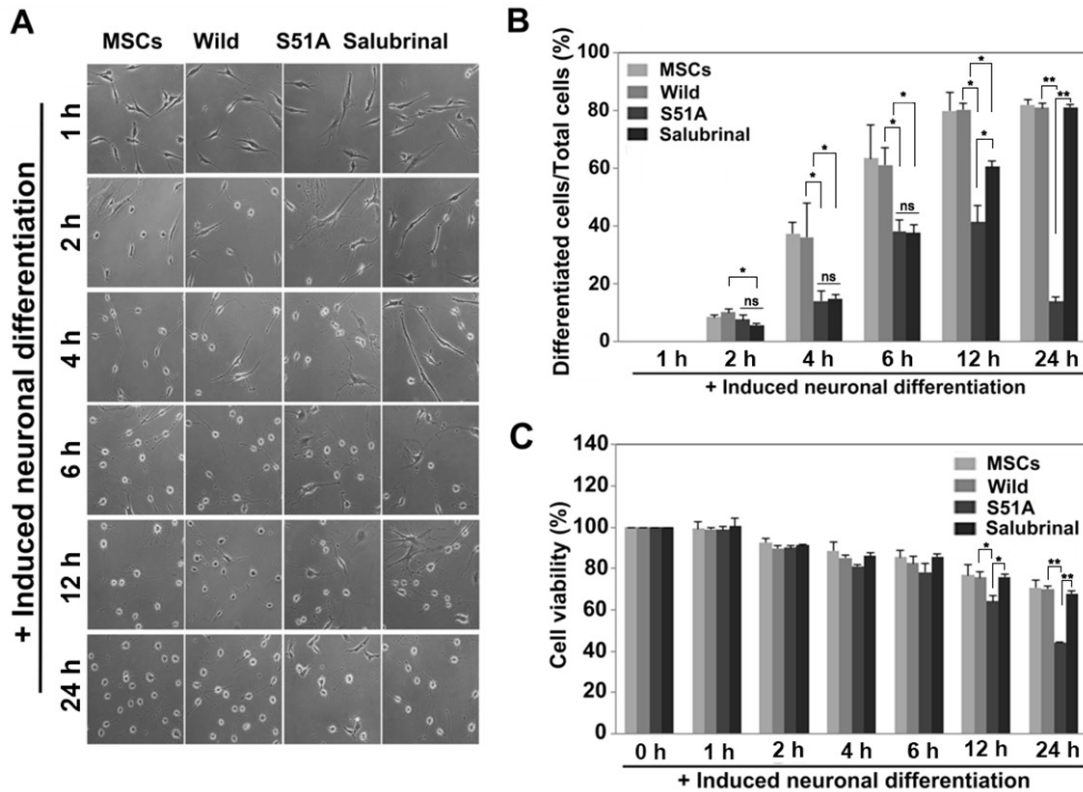 A
MSCs Wild S51A Salubrinal
+ Induced neuronal differentiation
1 h
2 h
4 h
6 h
12 h
24 h
B
Differentiated cells/Total cells (%)
100
80
60
40
20
0
MSCs
Wild
S51A
Salubrinal
*
ns
*
*
ns
*
*
ns
*
*
*
**
**
1 h 2 h 4 h 6 h 12 h 24 h
+ Induced neuronal differentiation
C
Cell viability (%)
140
120
100
80
60
40
20
0
MSCs
Wild
S51A
Salubrinal
*
*
**
**
0 h 1 h 2 h 4 h 6 h 12 h 24 h
+ Induced neuronal differentiation